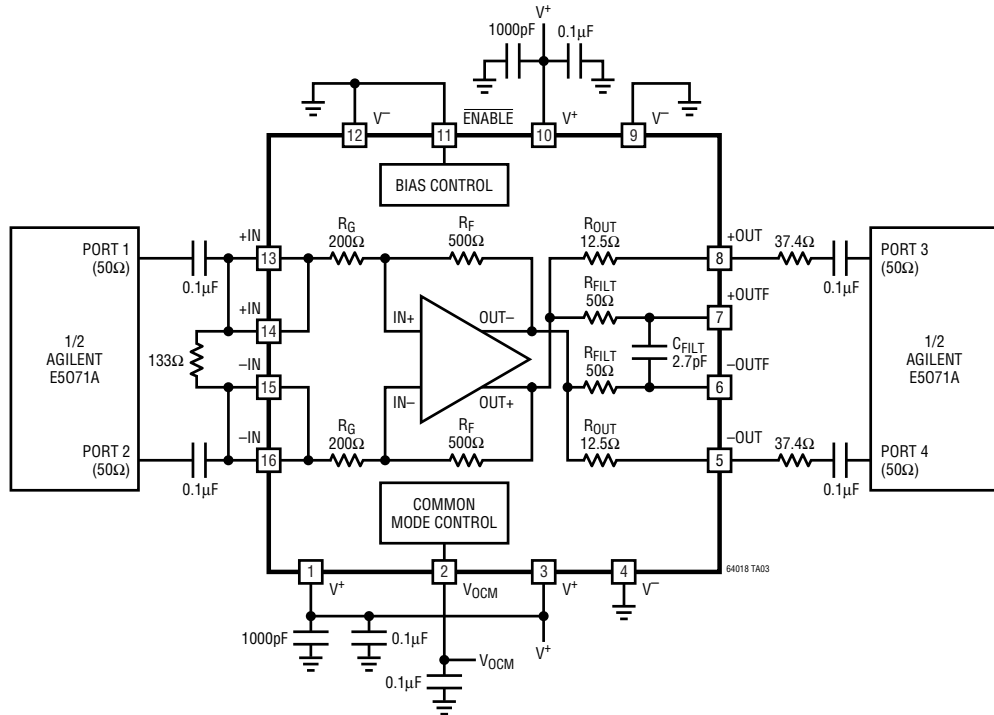 V+
1000pF
0.1µF
V–
ENABLE
V+
V–
12
11
10
9
BIAS CONTROL
PORT 1
(50Ω)
0.1µF
+IN
13
RG
200Ω
RF
500Ω
ROUT
12.5Ω
+OUT
8
37.4Ω
0.1µF
PORT 3
(50Ω)
+IN
14
IN+
OUT–
RFILT
50Ω
+OUTF
7
1/2
AGILENT
E5O71A
133Ω
CFILT
2.7pF
1/2
AGILENT
E5O71A
–IN
15
IN–
OUT+
RFILT
50Ω
–OUTF
6
PORT 2
(50Ω)
0.1µF
–IN
16
RG
200Ω
RF
500Ω
ROUT
12.5Ω
–OUT
5
37.4Ω
0.1µF
PORT 4
(50Ω)
COMMON
MODE CONTROL
64018 TA03
1
2
3
4
V+
VOCM
V+
V–
1000pF
0.1µF
V+
VOCM
0.1µF